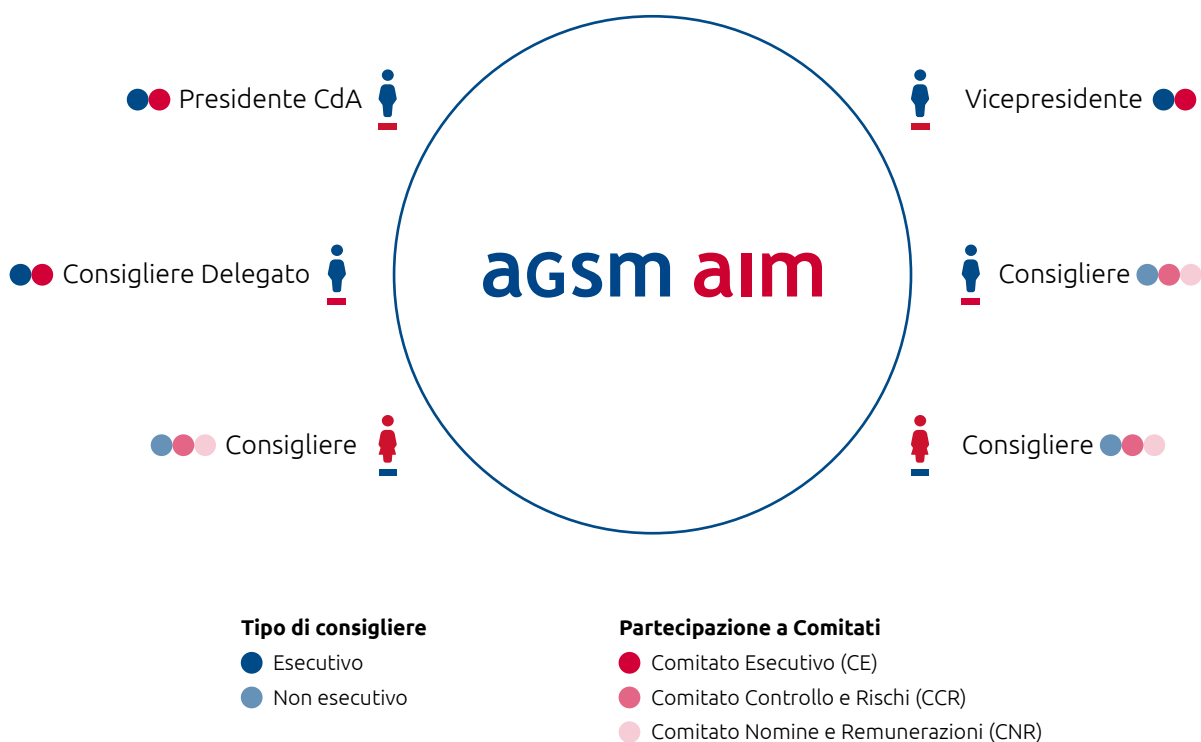 Presidente CdA
Vicepresidente
Consigliere Delegato
agsm aim
Consigliere
Consigliere
Consigliere
Tipo di consigliere
Esecutivo
Non esecutivo
Partecipazione a Comitati
Comitato Esecutivo (CE)
Comitato Controllo e Rischi (CCR)
Comitato Nomine e Remunerazioni (CNR)